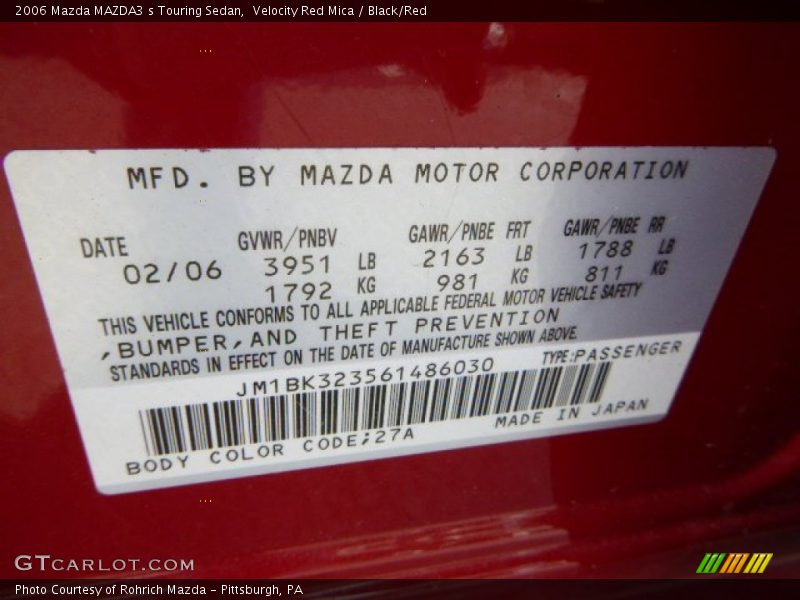 2006 Mazda MAZDA3 s Touring Sedan,  Velocity Red Mica / Black/Red
MFD. BY MAZDA MOTOR CORPORATION
DATE GVWR/PNBV GAWR/PNBE FRT GAWR/PNBE RR
02/06 3951 LB 2163 LB 1788 LB
1792 KG 981 KG 811 KG
THIS VEHICLE CONFORMS TO ALL APPLICABLE FEDERAL MOTOR VEHICLE SAFETY
,BUMPER,AND THEFT PREVENTION
STANDARDS IN EFFECT ON THE DATE OF MANUFACTURE SHOWN ABOVE.
JM1BK323561486030 TYPE:PASSENGER
BODY COLOR CODE;27A MADE IN JAPAN
GTCARLOT.COM
Photo Courtesy of Rohrich Mazda - Pittsburgh, PA